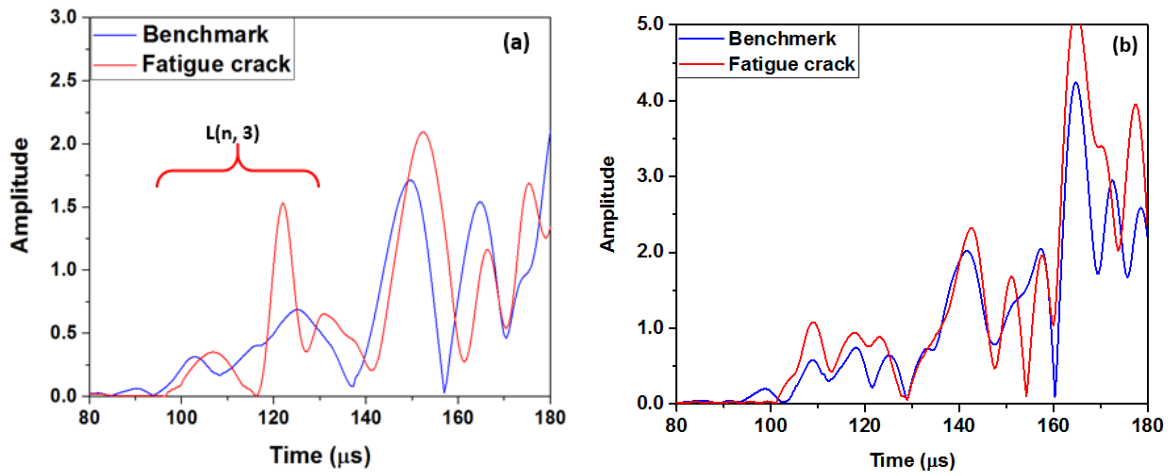 3.0
2.5
2.0
1.5
1.0
0.5
0.0
Amplitude
Benchmark
Fatigue crack
(a)
L(n, 3)
80 100 120 140 160 180
Time (μs)
5.0
4.0
3.0
2.0
1.0
0.0
Amplitude
Benchmerk
Fatigue crack
(b)
80 100 120 140 160 180
Time (μs)